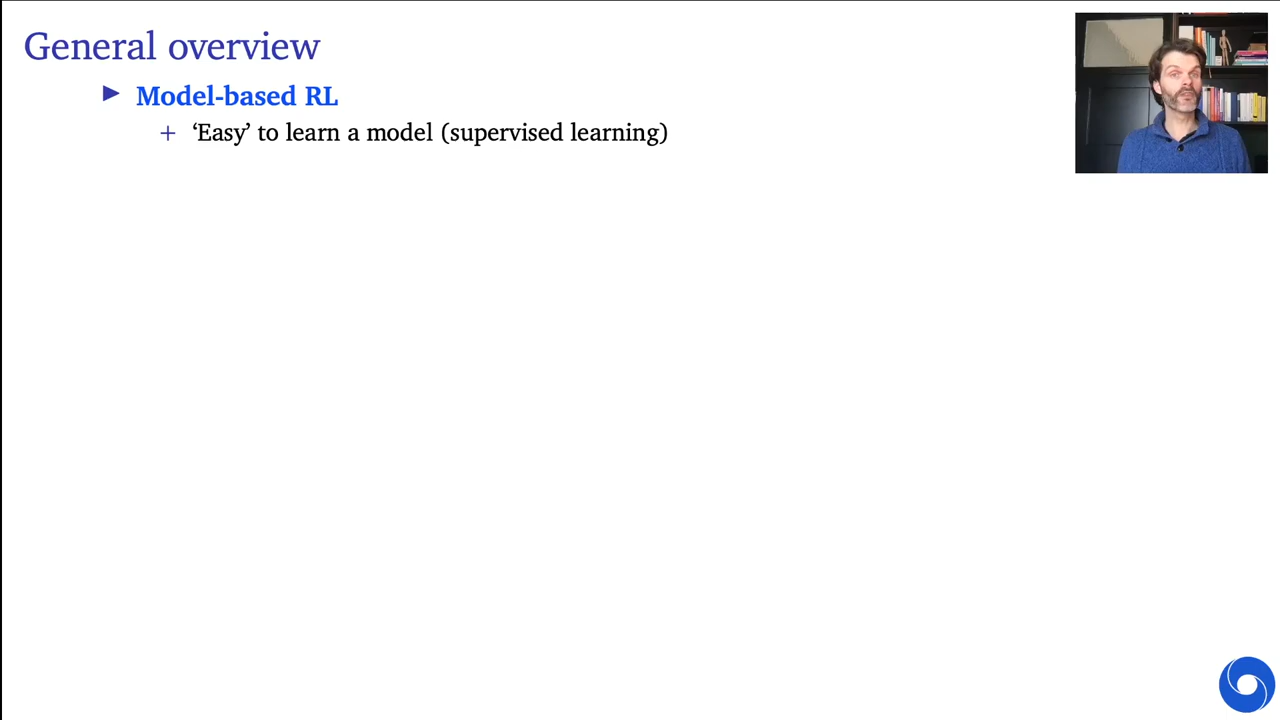 General overview
▶ Model-based RL
+ ‘Easy’ to learn a model (supervised learning)